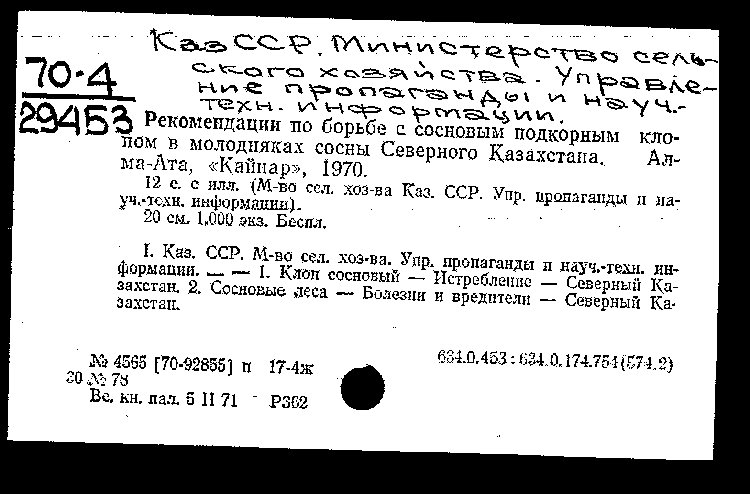 Каз ССР. Министерство сель-
ского хозяйства. Управле-
ние пропаганды и науч.-
техн. информации.
70-4
29453
Рекомендации по борьбе с сосновым подкорным кло-
пом в молодняках сосны Северного Казахстана. Ал-
ма-Ата, «Кайнар», 1970.
12 с. с илл. (М-во сел. хоз-ва Каз. ССР. Упр. пропаганды и на-
уч.-техн. информации).
20 см. 1.000 экз. Беспл.
I. Каз. ССР. М-во сел. хоз-ва. Упр. пропаганды и науч.-техн. ин-
формации. — — 1. Клоп сосновый — Истребление — Северный Ка-
захстан. 2. Сосновые леса — Болезни и вредители — Северный Ка-
захстан.
№ 4565 [70-92855] п 17-4ж
20 № 78
Вс. кн. пал. 5 II 71 - Р362
634.0.453 : 634.0.174.754(574.2)